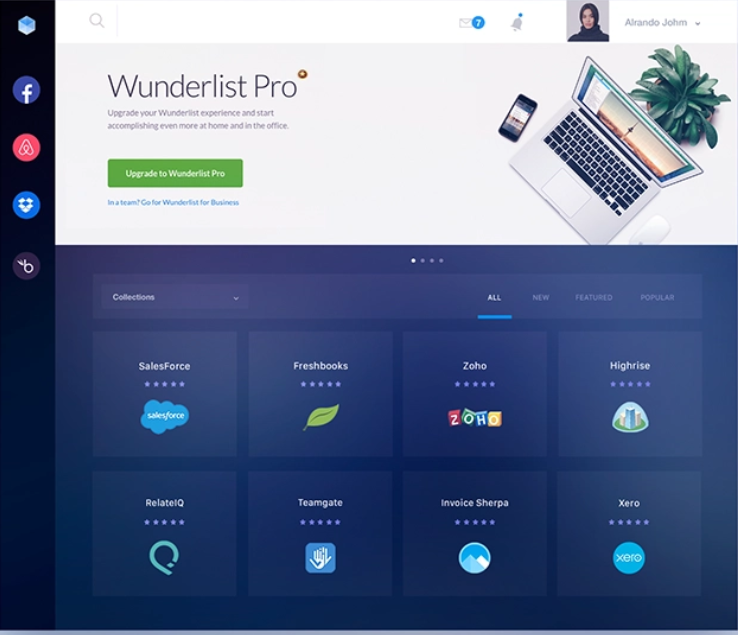 7
Alrando Johm
Wunderlist Pro
Upgrade your Wunderlist experience and start
accomplishing even more at home and in the office.
Upgrade to Wunderlist Pro
In a team? Go for Wunderlist for Business
Collections
ALL
NEW
FEATURED
POPULAR
SalesForce
Freshbooks
Zoho
Highrise
salesforce
ZOHO
RelateIQ
Teamgate
Invoice Sherpa
Xero
xero